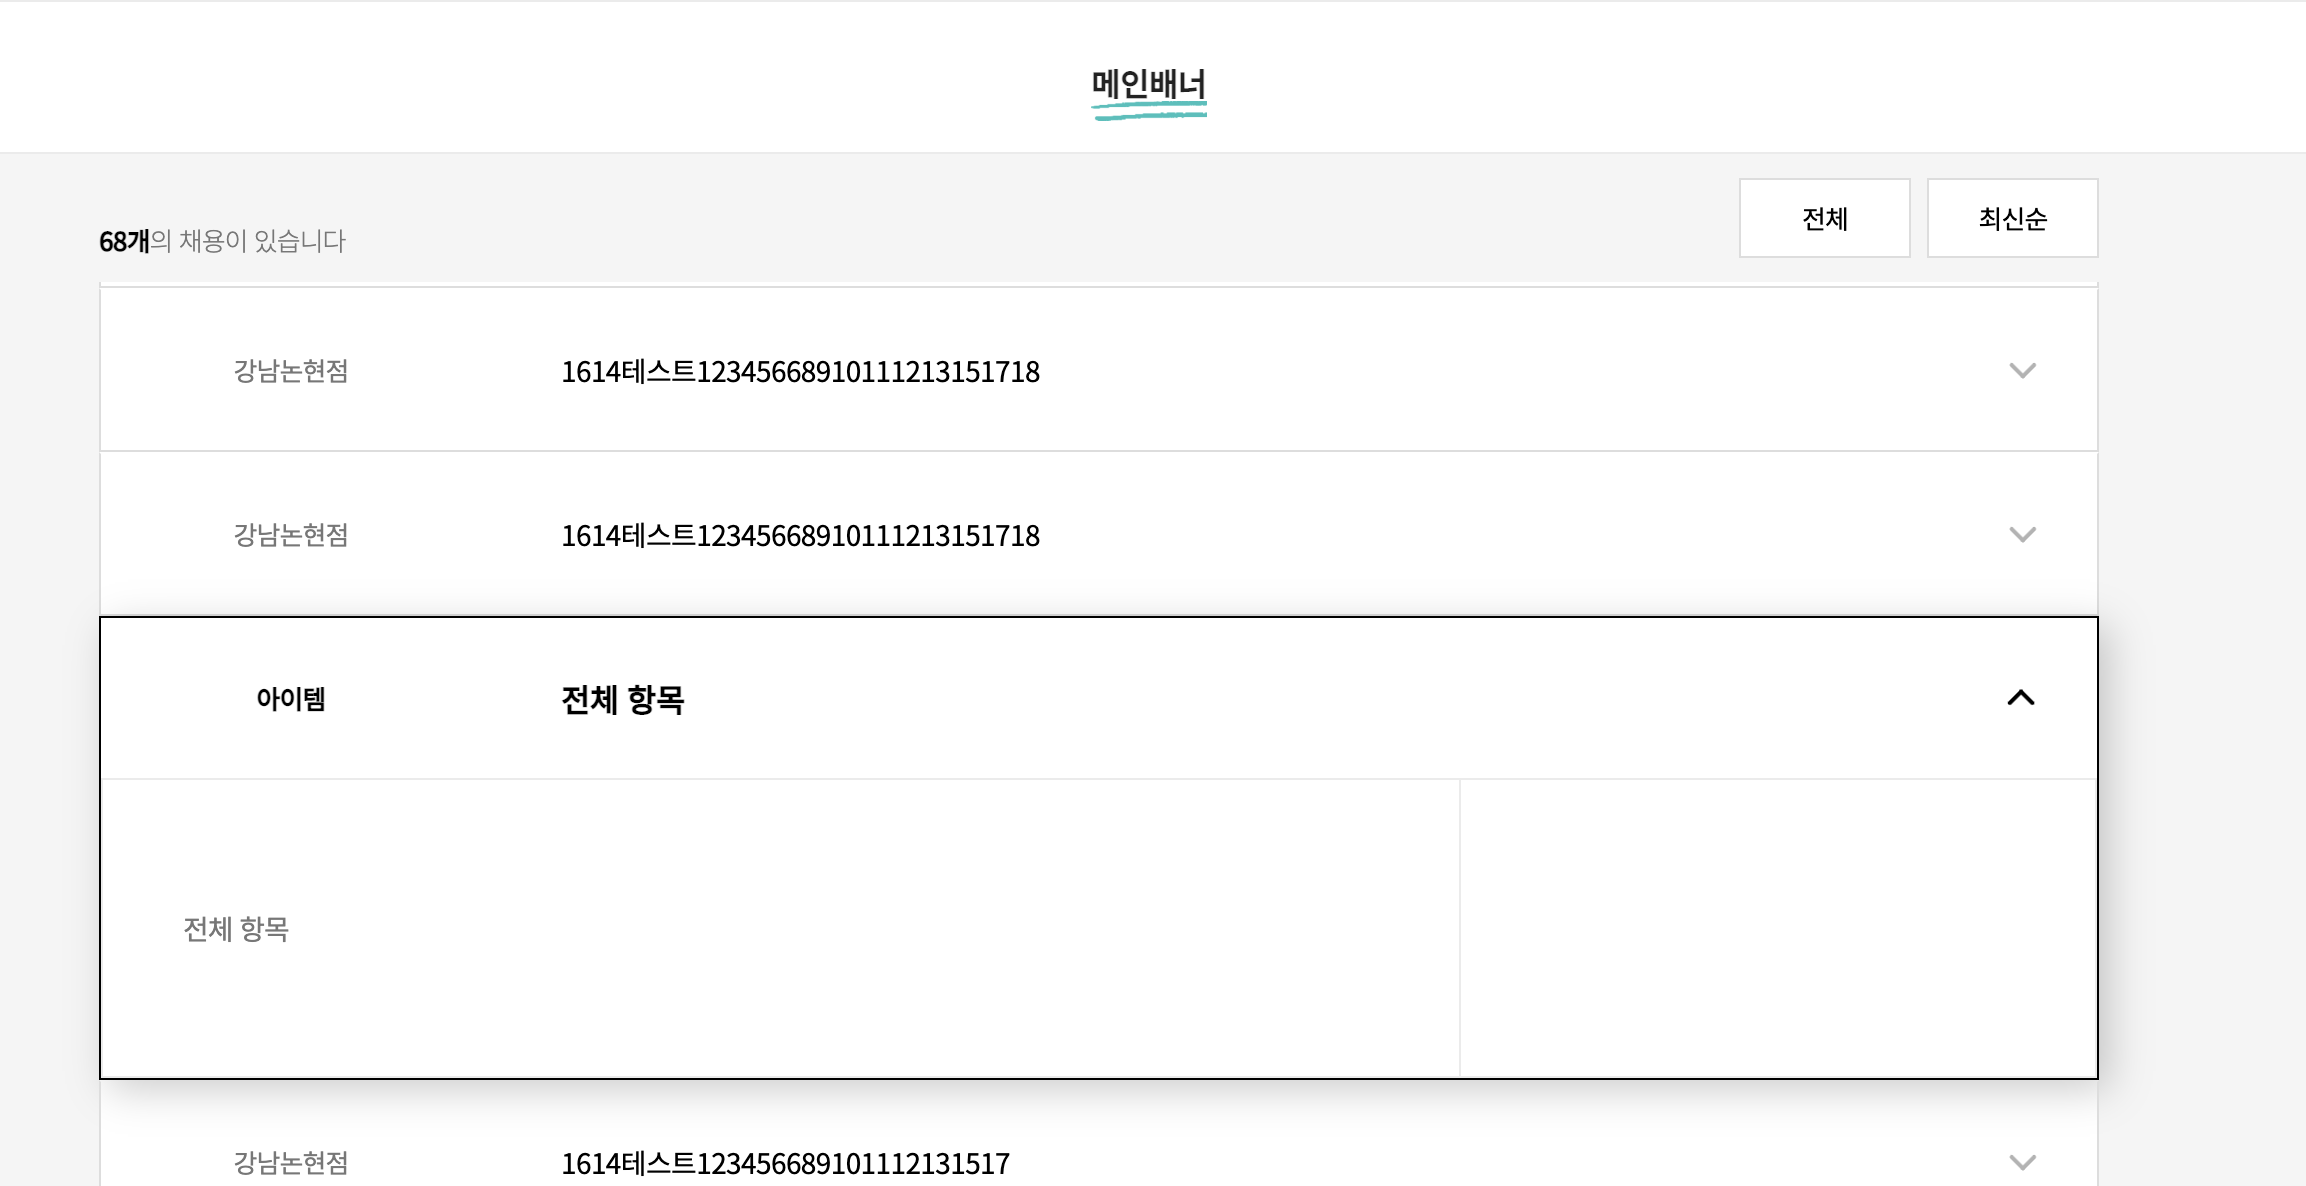 메인배너
68개의 채용이 있습니다
전체
최신순
강남논현점
1614테스트12345668910111213151718
강남논현점
1614테스트12345668910111213151718
아이템
전체 항목
전체 항목
강남논현점
1614테스트123456689101112131517